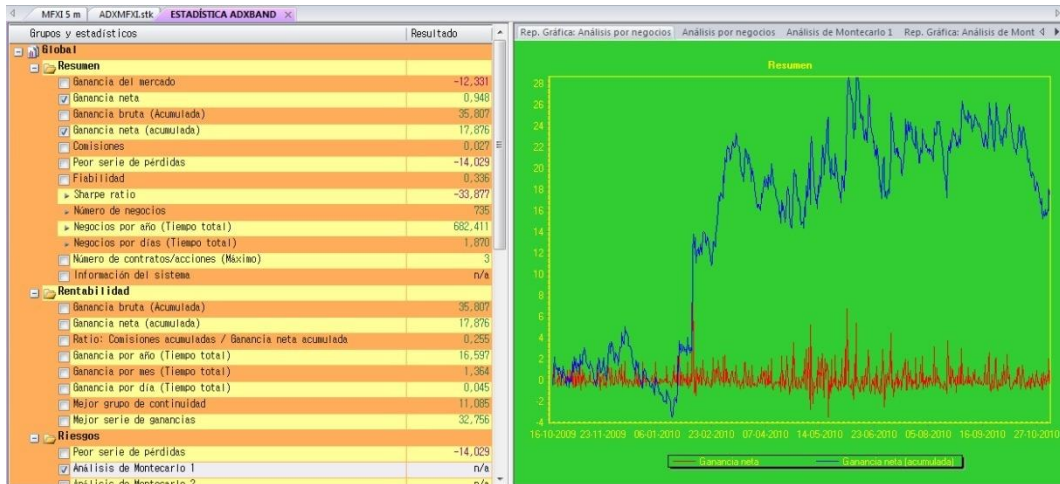 MFXI 5 m
ADXMFXI.stk
ESTADÍSTICA ADXBAND
Grupos y estadísticos Resultado
Global
Resumen
Ganancia del mercado -12,331
Ganancia neta 0,948
Ganancia bruta (Acumulada) 35,807
Ganancia neta (acumulada) 17,876
Comisiones 0,027
Peor serie de pérdidas -14,029
Fiabilidad 0,336
Sharpe ratio -33,877
Número de negocios 735
Negocios por año (Tiempo total) 682,411
Negocios por días (Tiempo total) 1,870
Número de contratos/acciones (Máximo) 3
Información del sistema n/a
Rentabilidad
Ganancia bruta (Acumulada) 35,807
Ganancia neta (acumulada) 17,876
Ratio: Comisiones acumuladas / Ganancia neta acumulada 0,255
Ganancia por año (Tiempo total) 16,597
Ganancia por mes (Tiempo total) 1,364
Ganancia por día (Tiempo total) 0,045
Mejor grupo de continuidad 11,085
Mejor serie de ganancias 32,756
Riesgos
Peor serie de pérdidas -14,029
Análisis de Montecarlo 1 n/a
Análisis de Montecarlo 2 n/a
Rep. Gráfica: Análisis por negocios
Análisis por negocios
Análisis de Montecarlo 1
Rep. Gráfica: Análisis de Mont
Resumen
28
26
24
22
20
18
16
14
12
10
8
6
4
2
0
-2
-4
16-10-2009 23-11-2009 06-01-2010 23-02-2010 07-04-2010 14-05-2010 23-06-2010 05-08-2010 16-09-2010 27-10-2010
Ganancia neta
Ganancia neta (acumulada)